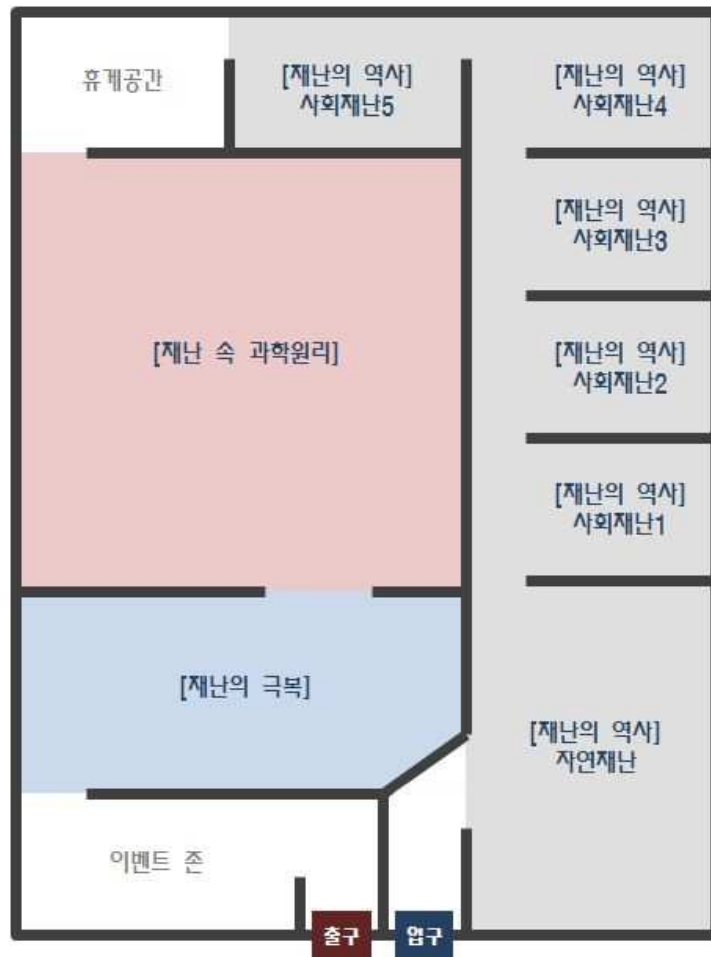 휴게공간
[재난의 역사]
사회재난5
[재난의 역사]
사회재난4
[재난의 역사]
사회재난3
[재난 속 과학원리]
[재난의 역사]
사회재난2
[재난의 역사]
사회재난1
[재난의 극복]
[재난의 역사]
자연재난
이벤트 존
출구
입구